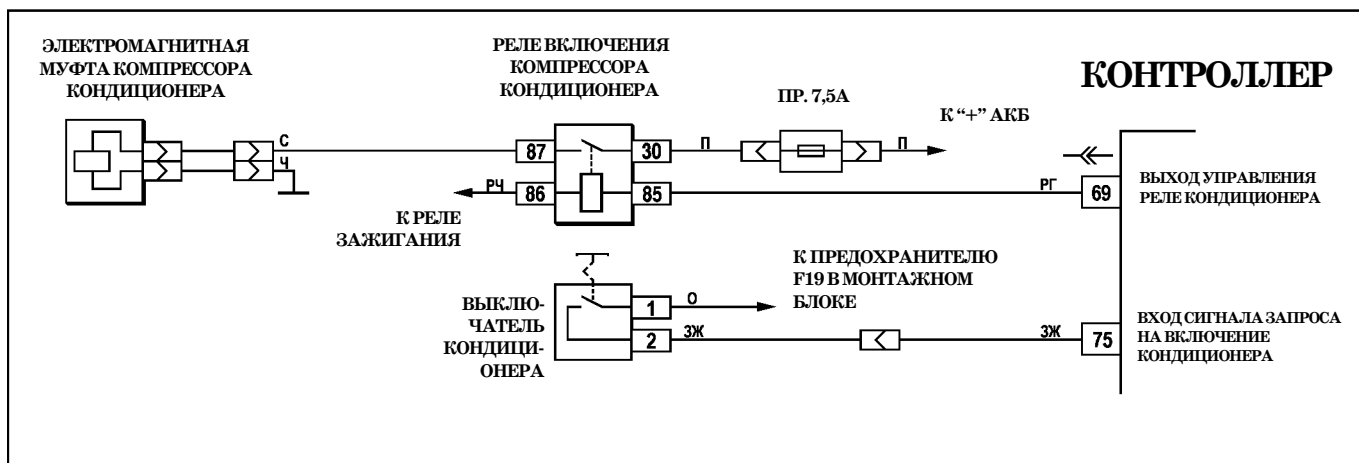 ЭЛЕКТРОМАГНИТНАЯ
МУФТА КОМПРЕССОРА
КОНДИЦИОНЕРА
РЕЛЕ ВКЛЮЧЕНИЯ
КОМПРЕССОРА
КОНДИЦИОНЕРА
ПР. 7,5А
К “+” АКБ
КОНТРОЛЛЕР
С
Ч
87
30
П
П
РЧ
86
85
РГ
69
ВЫХОД УПРАВЛЕНИЯ
РЕЛЕ КОНДИЦИОНЕРА
К РЕЛЕ
ЗАЖИГАНИЯ
К ПРЕДОХРАНИТЕЛЮ
F19 В МОНТАЖНОМ
БЛОКЕ
ВЫКЛЮ-
ЧАТЕЛЬ
КОНДИЦИ-
ОНЕРА
1
О
2
ЗЖ
ЗЖ
75
ВХОД СИГНАЛА ЗАПРОСА
НА ВКЛЮЧЕНИЕ
КОНДИЦИОНЕРА